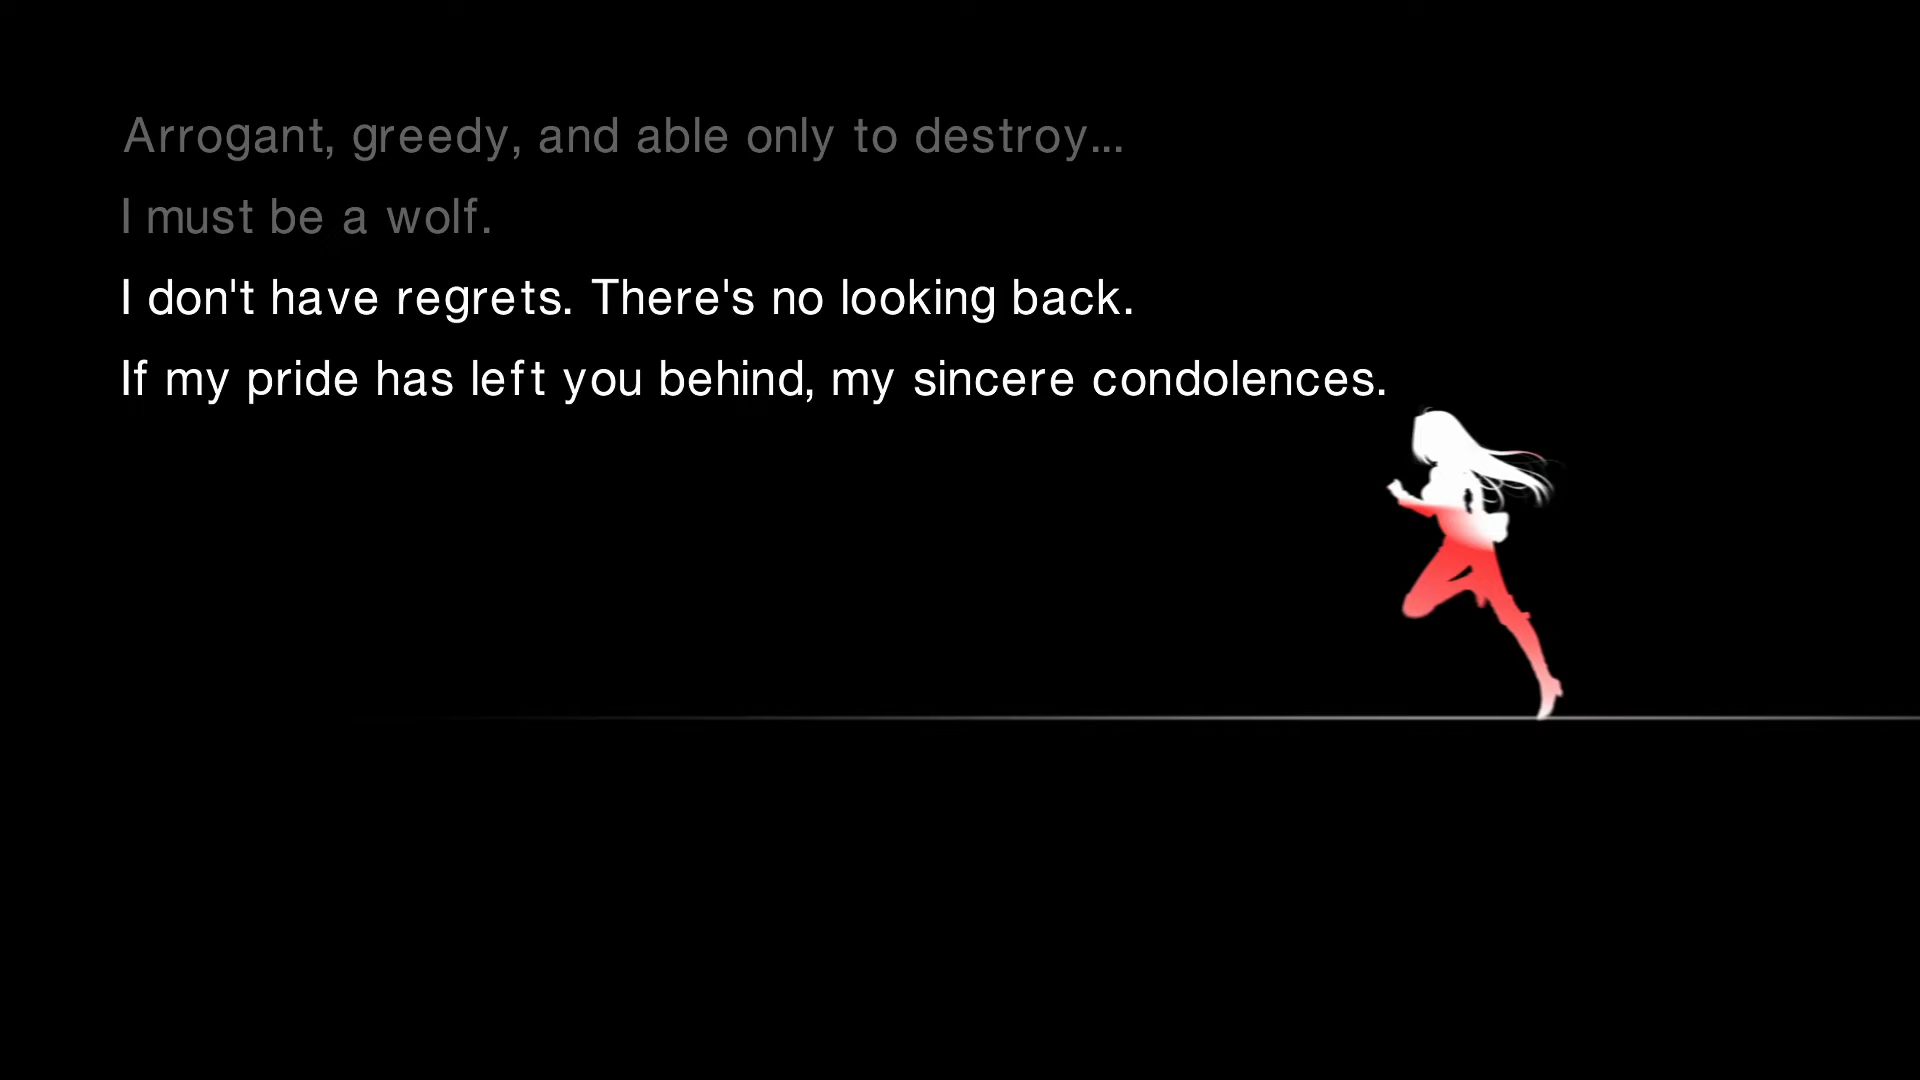 Arrogant, greedy, and able only to destroy...
I must be a wolf.
I don't have regrets. There's no looking back.
If my pride has left you behind, my sincere condolences.